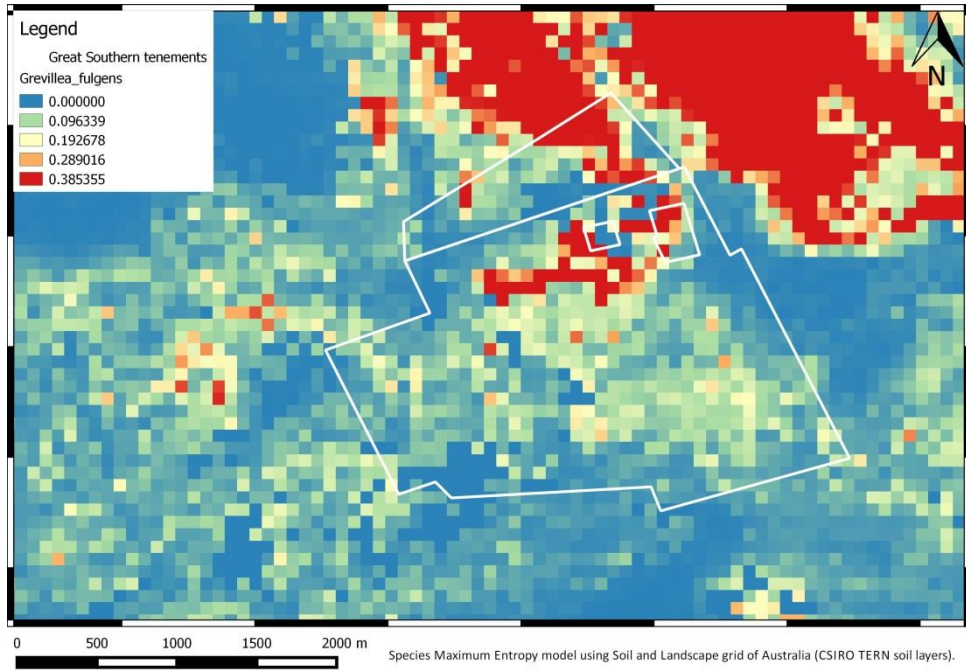 Legend
Great Southern tenements
Grevillea_fulgens
0.000000
0.096339
0.192678
0.289016
0.385355
N
0 500 1000 1500 2000 m
Species Maximum Entropy model using Soil and Landscape grid of Australia (CSIRO TERN soil layers).